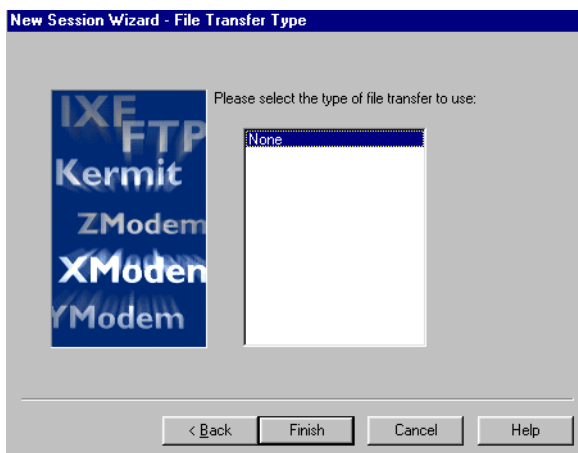 New Session Wizard - File Transfer Type
Please select the type of file transfer to use:
IXF
FTP
Kermit
ZModem
XModem
YModem
None
< Back
Finish
Cancel
Help